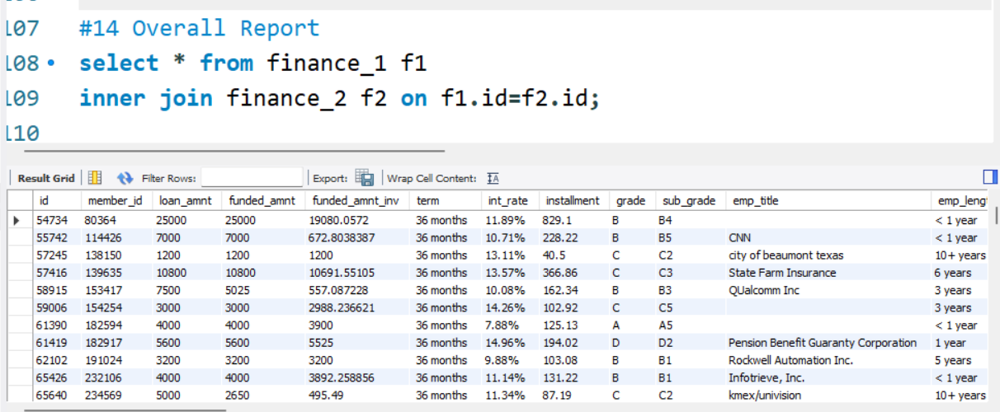 107 #14 Overall Report
108 select * from finance_1 f1
109 inner join finance_2 f2 on f1.id=f2.id;
110
Result Grid Filter Rows: Export: Wrap Cell Content:
id member_id loan_amnt funded_amnt funded_amnt_inv term int_rate installment grade sub_grade emp_title
54734 80364 25000 25000 19080.0572 36 months 11.89% 829.1 B B4 < 1 year
55742 114426 7000 7000 672.8038387 36 months 10.71% 228.22 B B5 CNN < 1 year
57245 138150 1200 1200 1200 36 months 13.11% 40.5 C C2 city of beaumont texas 10+ years
57416 139635 10800 10800 10691.55105 36 months 13.57% 366.86 C C3 State Farm Insurance 6 years
58915 153417 7500 5025 557.087228 36 months 10.08% 162.34 B B3 QUalcomm Inc 3 years
59006 154254 3000 3000 2988.236621 36 months 14.26% 102.92 C C5 3 years
61390 182594 4000 4000 3900 36 months 7.88% 125.13 A A5 < 1 year
61419 182917 5600 5600 5525 36 months 14.96% 194.02 D D2 Pension Benefit Guaranty Corporation 1 year
62102 191024 3200 3200 3200 36 months 9.88% 103.08 B B1 Rockwell Automation Inc. 5 years
65426 232106 4000 4000 3892.258856 36 months 11.14% 131.22 B B1 Infotrieve, Inc. < 1 year
65640 234569 5000 2650 495.49 36 months 11.34% 87.19 C C2 kmex/univision 10+ years